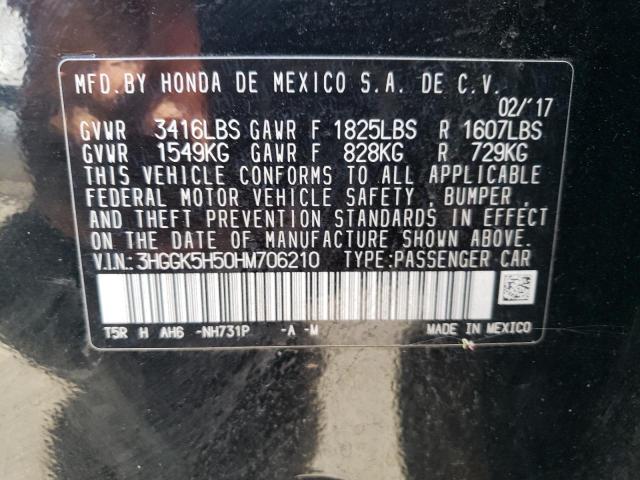 MFD. BY HONDA DE MEXICO S.A. DE C.V.
02/'17
GVWR 3416LBS GAWR F 1825LBS R 1607LBS
GVWR 1549KG GAWR F 828KG R 729KG
THIS VEHICLE CONFORMS TO ALL APPLICABLE
FEDERAL MOTOR VEHICLE SAFETY , BUMPER ,
AND THEFT PREVENTION STANDARDS IN EFFECT
ON THE DATE OF MANUFACTURE SHOWN ABOVE.
V.I.N.: 3HGGK5H50HM706210 TYPE: PASSENGER CAR
T5R H AH6 -NH731P -A -M MADE IN MEXICO